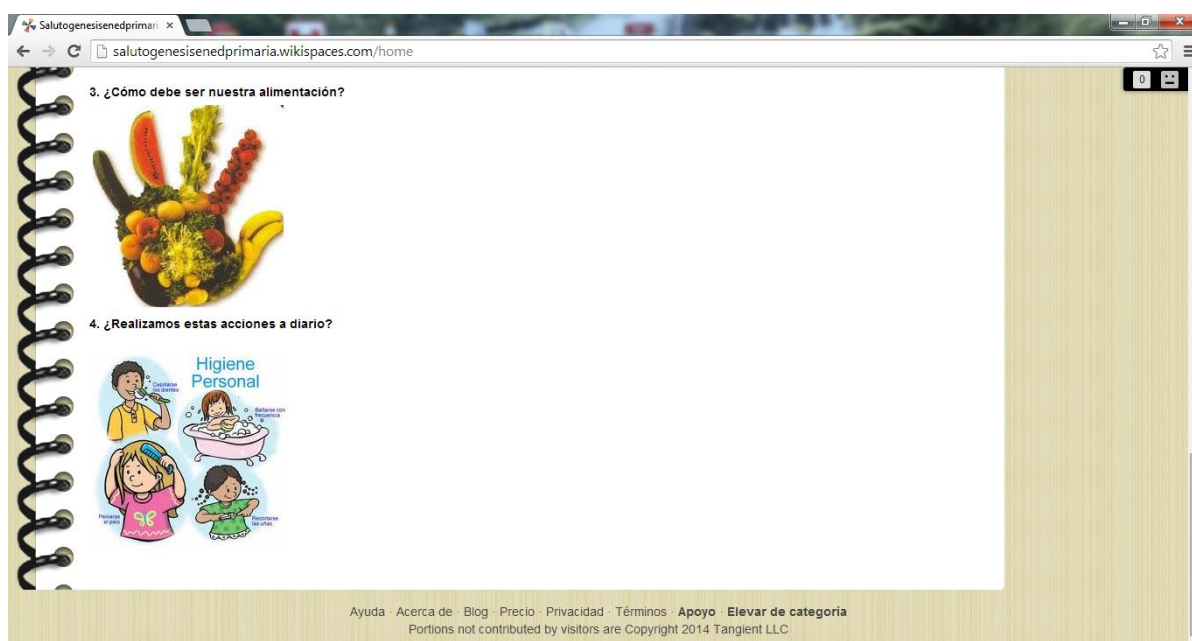 Salutogenesisenedprimari
salutogenesisenedprimaria.wikispaces.com/home
0
3. ¿Cómo debe ser nuestra alimentación?
4. ¿Realizamos estas acciones a diario?
Higiene
Personal
Cepillarse
los dientes
Bañarse con
frecuencia
Peinarse
el pelo
Recortarse
las uñas
Ayuda · Acerca de · Blog · Precio · Privacidad · Términos · Apoyo · Elevar de categoría
Portions not contributed by visitors are Copyright 2014 Tangient LLC